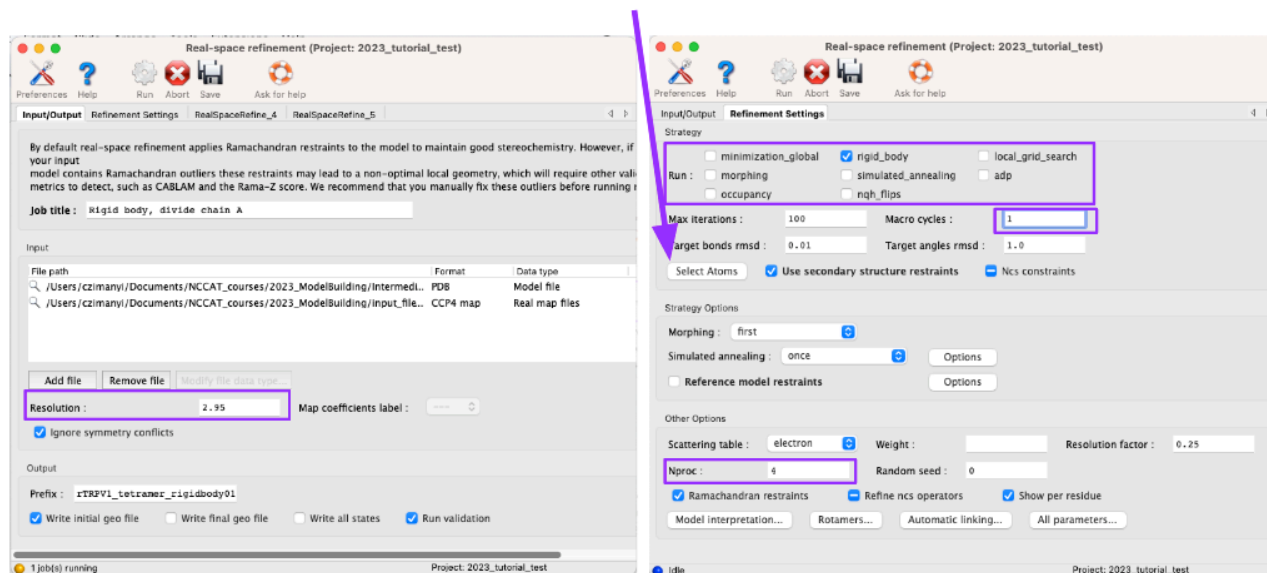 Real-space refinement (Project: 2023_tutorial_test)
Preferences Help Run Abort Save Ask for help
Input/Output Refinement Settings RealSpaceRefine_4 RealSpaceRefine_5
By default real-space refinement applies Ramachandran restraints to the model to maintain good stereochemistry. However, if
your input
model contains Ramachandran outliers these restraints may lead to a non-optimal local geometry, which will require other vali
metrics to detect, such as CABLAM and the Rama-Z score. We recommend that you manually fix these outliers before running r
Job title : Rigid body, divide chain A
Input
File path Format Data type
/Users/czimanyi/Documents/NCCAT_courses/2023_ModelBuilding/Intermedi... PDB Model file
/Users/czimanyi/Documents/NCCAT_courses/2023_ModelBuilding/input_file... CCP4 map Real map files
Add file Remove file Modify file data type...
Resolution : 2.95 Map coefficients label : ---
Ignore symmetry conflicts
Output
Prefix : rTRPV1_tetramer_rigidbody01
Write initial geo file Write final geo file Write all states Run validation
1 job(s) running Project: 2023_tutorial_test
Real-space refinement (Project: 2023_tutorial_test)
Preferences Help Run Abort Save Ask for help
Input/Output Refinement Settings
Strategy
minimization_global rigid_body local_grid_search
Run : morphing simulated_annealing adp
occupancy nqh_flips
Max iterations : 100 Macro cycles : 1
Target bonds rmsd : 0.01 Target angles rmsd : 1.0
Select Atoms Use secondary structure restraints Ncs constraints
Strategy Options
Morphing : first
Simulated annealing : once Options
Reference model restraints Options
Other Options
Scattering table : electron Weight : Resolution factor : 0.25
Nproc : 4 Random seed : 0
Ramachandran restraints Refine ncs operators Show per residue
Model interpretation... Rotamers... Automatic linking... All parameters...
Idle Project: 2023_tutorial_test